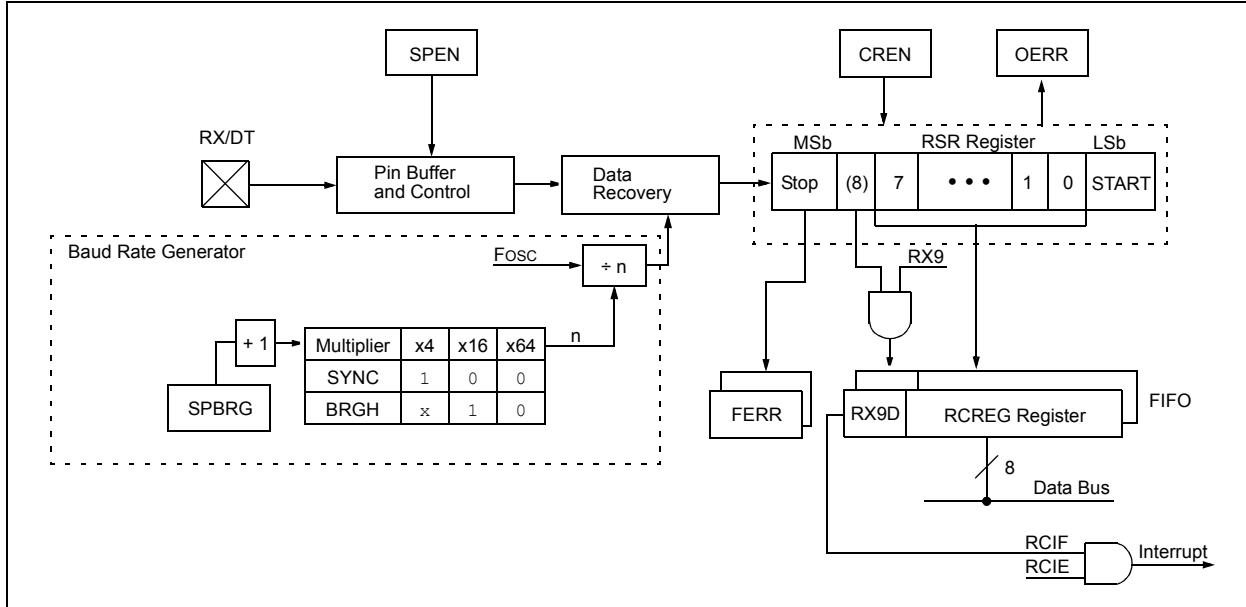 SPEN
CREN
OERR
RX/DT
MSb
RSR Register
LSb
Pin Buffer
and Control
Data
Recovery
Stop
(8)
7
• • •
1
0
START
Baud Rate Generator
FOSC
÷ n
RX9
+ 1
Multiplier x4 x16 x64
n
SYNC 1 0 0
BRGH x 1 0
SPBRG
FERR
RX9D
RCREG Register
FIFO
8
Data Bus
RCIF
RCIE
Interrupt